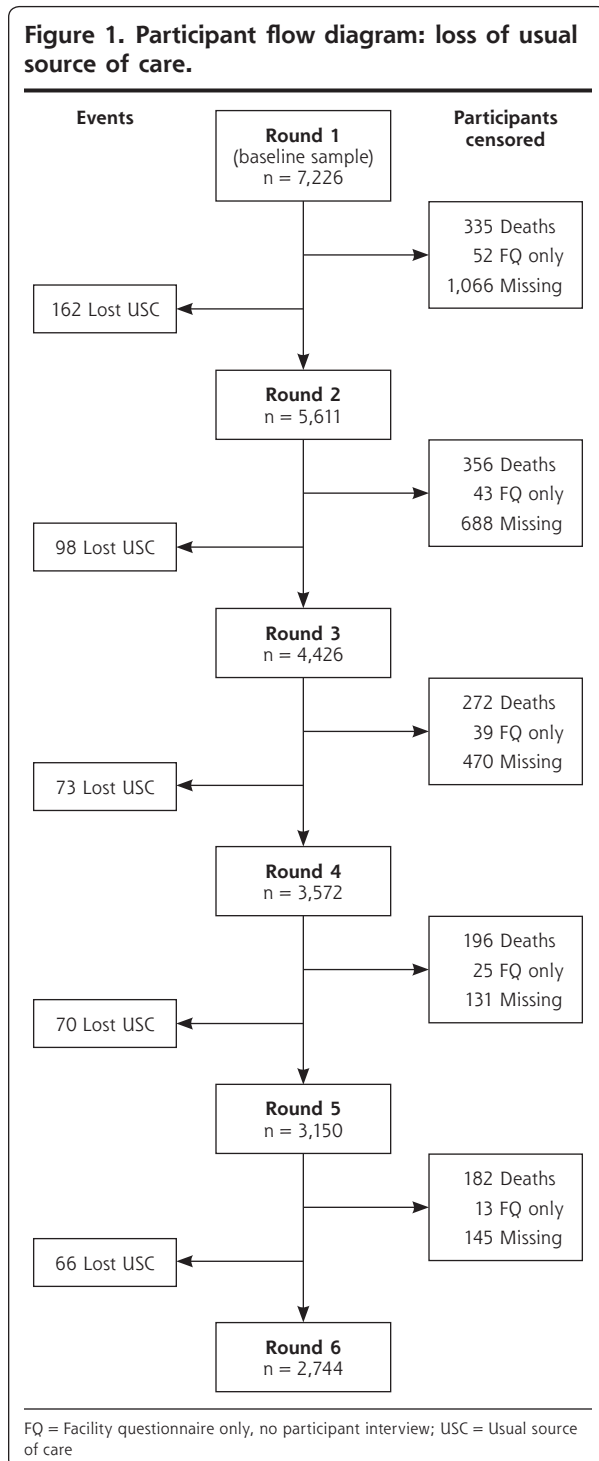 Figure 1. Participant flow diagram: loss of usual
source of care.
Events
Participants
censored
Round 1
(baseline sample)
n = 7,226
335 Deaths
52 FQ only
1,066 Missing
162 Lost USC
Round 2
n = 5,611
356 Deaths
43 FQ only
688 Missing
98 Lost USC
Round 3
n = 4,426
272 Deaths
39 FQ only
470 Missing
73 Lost USC
Round 4
n = 3,572
196 Deaths
25 FQ only
131 Missing
70 Lost USC
Round 5
n = 3,150
182 Deaths
13 FQ only
145 Missing
66 Lost USC
Round 6
n = 2,744
FQ = Facility questionnaire only, no participant interview; USC = Usual source
of care